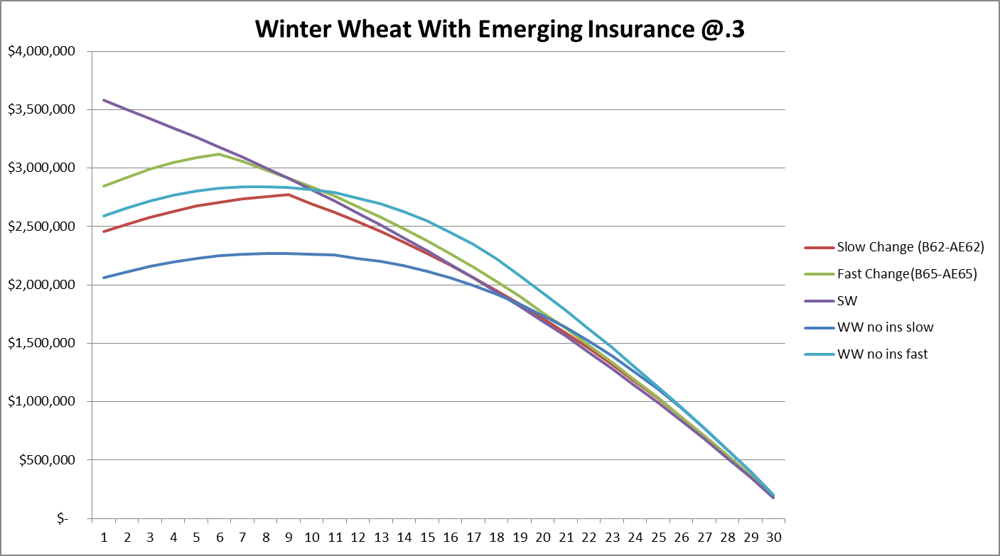 Winter Wheat With Emerging Insurance @.3
$4,000,000
$3,500,000
$3,000,000
$2,500,000
$2,000,000
$1,500,000
$1,000,000
$500,000
$-
1 2 3 4 5 6 7 8 9 10 11 12 13 14 15 16 17 18 19 20 21 22 23 24 25 26 27 28 29 30
Slow Change (B62-AE62)
Fast Change(B65-AE65)
SW
WW no ins slow
WW no ins fast